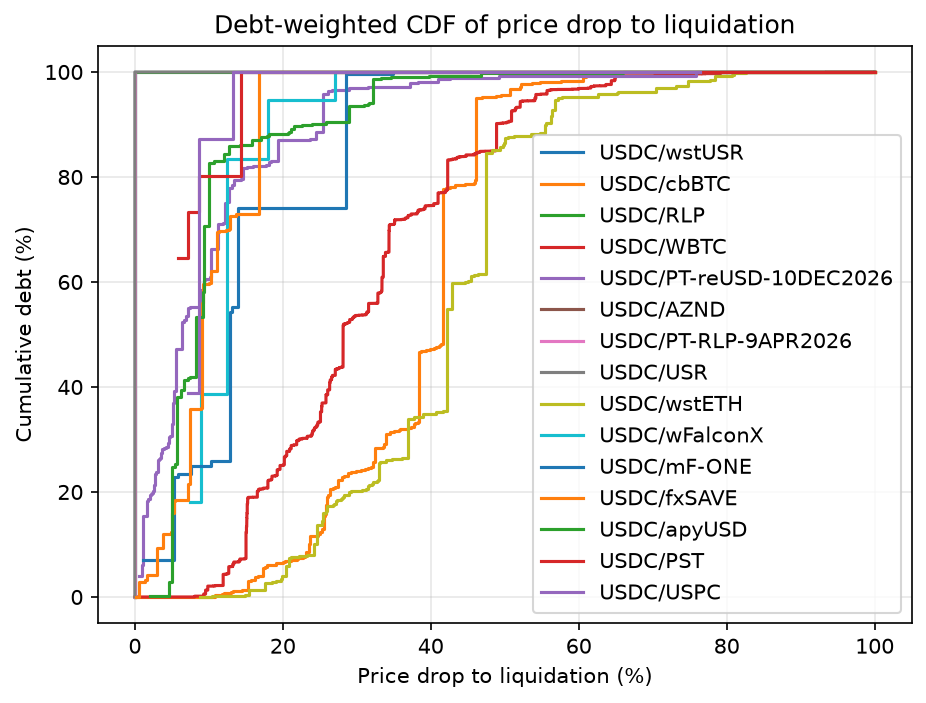 Debt-weighted CDF of price drop to liquidation
Cumulative debt (%)
100
80
60
40
20
0
0 20 40 60 80 100
Price drop to liquidation (%)
USDC/wstUSR
USDC/cbBTC
USDC/RLP
USDC/WBTC
USDC/PT-reUSD-10DEC2026
USDC/AZND
USDC/PT-RLP-9APR2026
USDC/USR
USDC/wstETH
USDC/wFalconX
USDC/mF-ONE
USDC/fxSAVE
USDC/apyUSD
USDC/PST
USDC/USPC